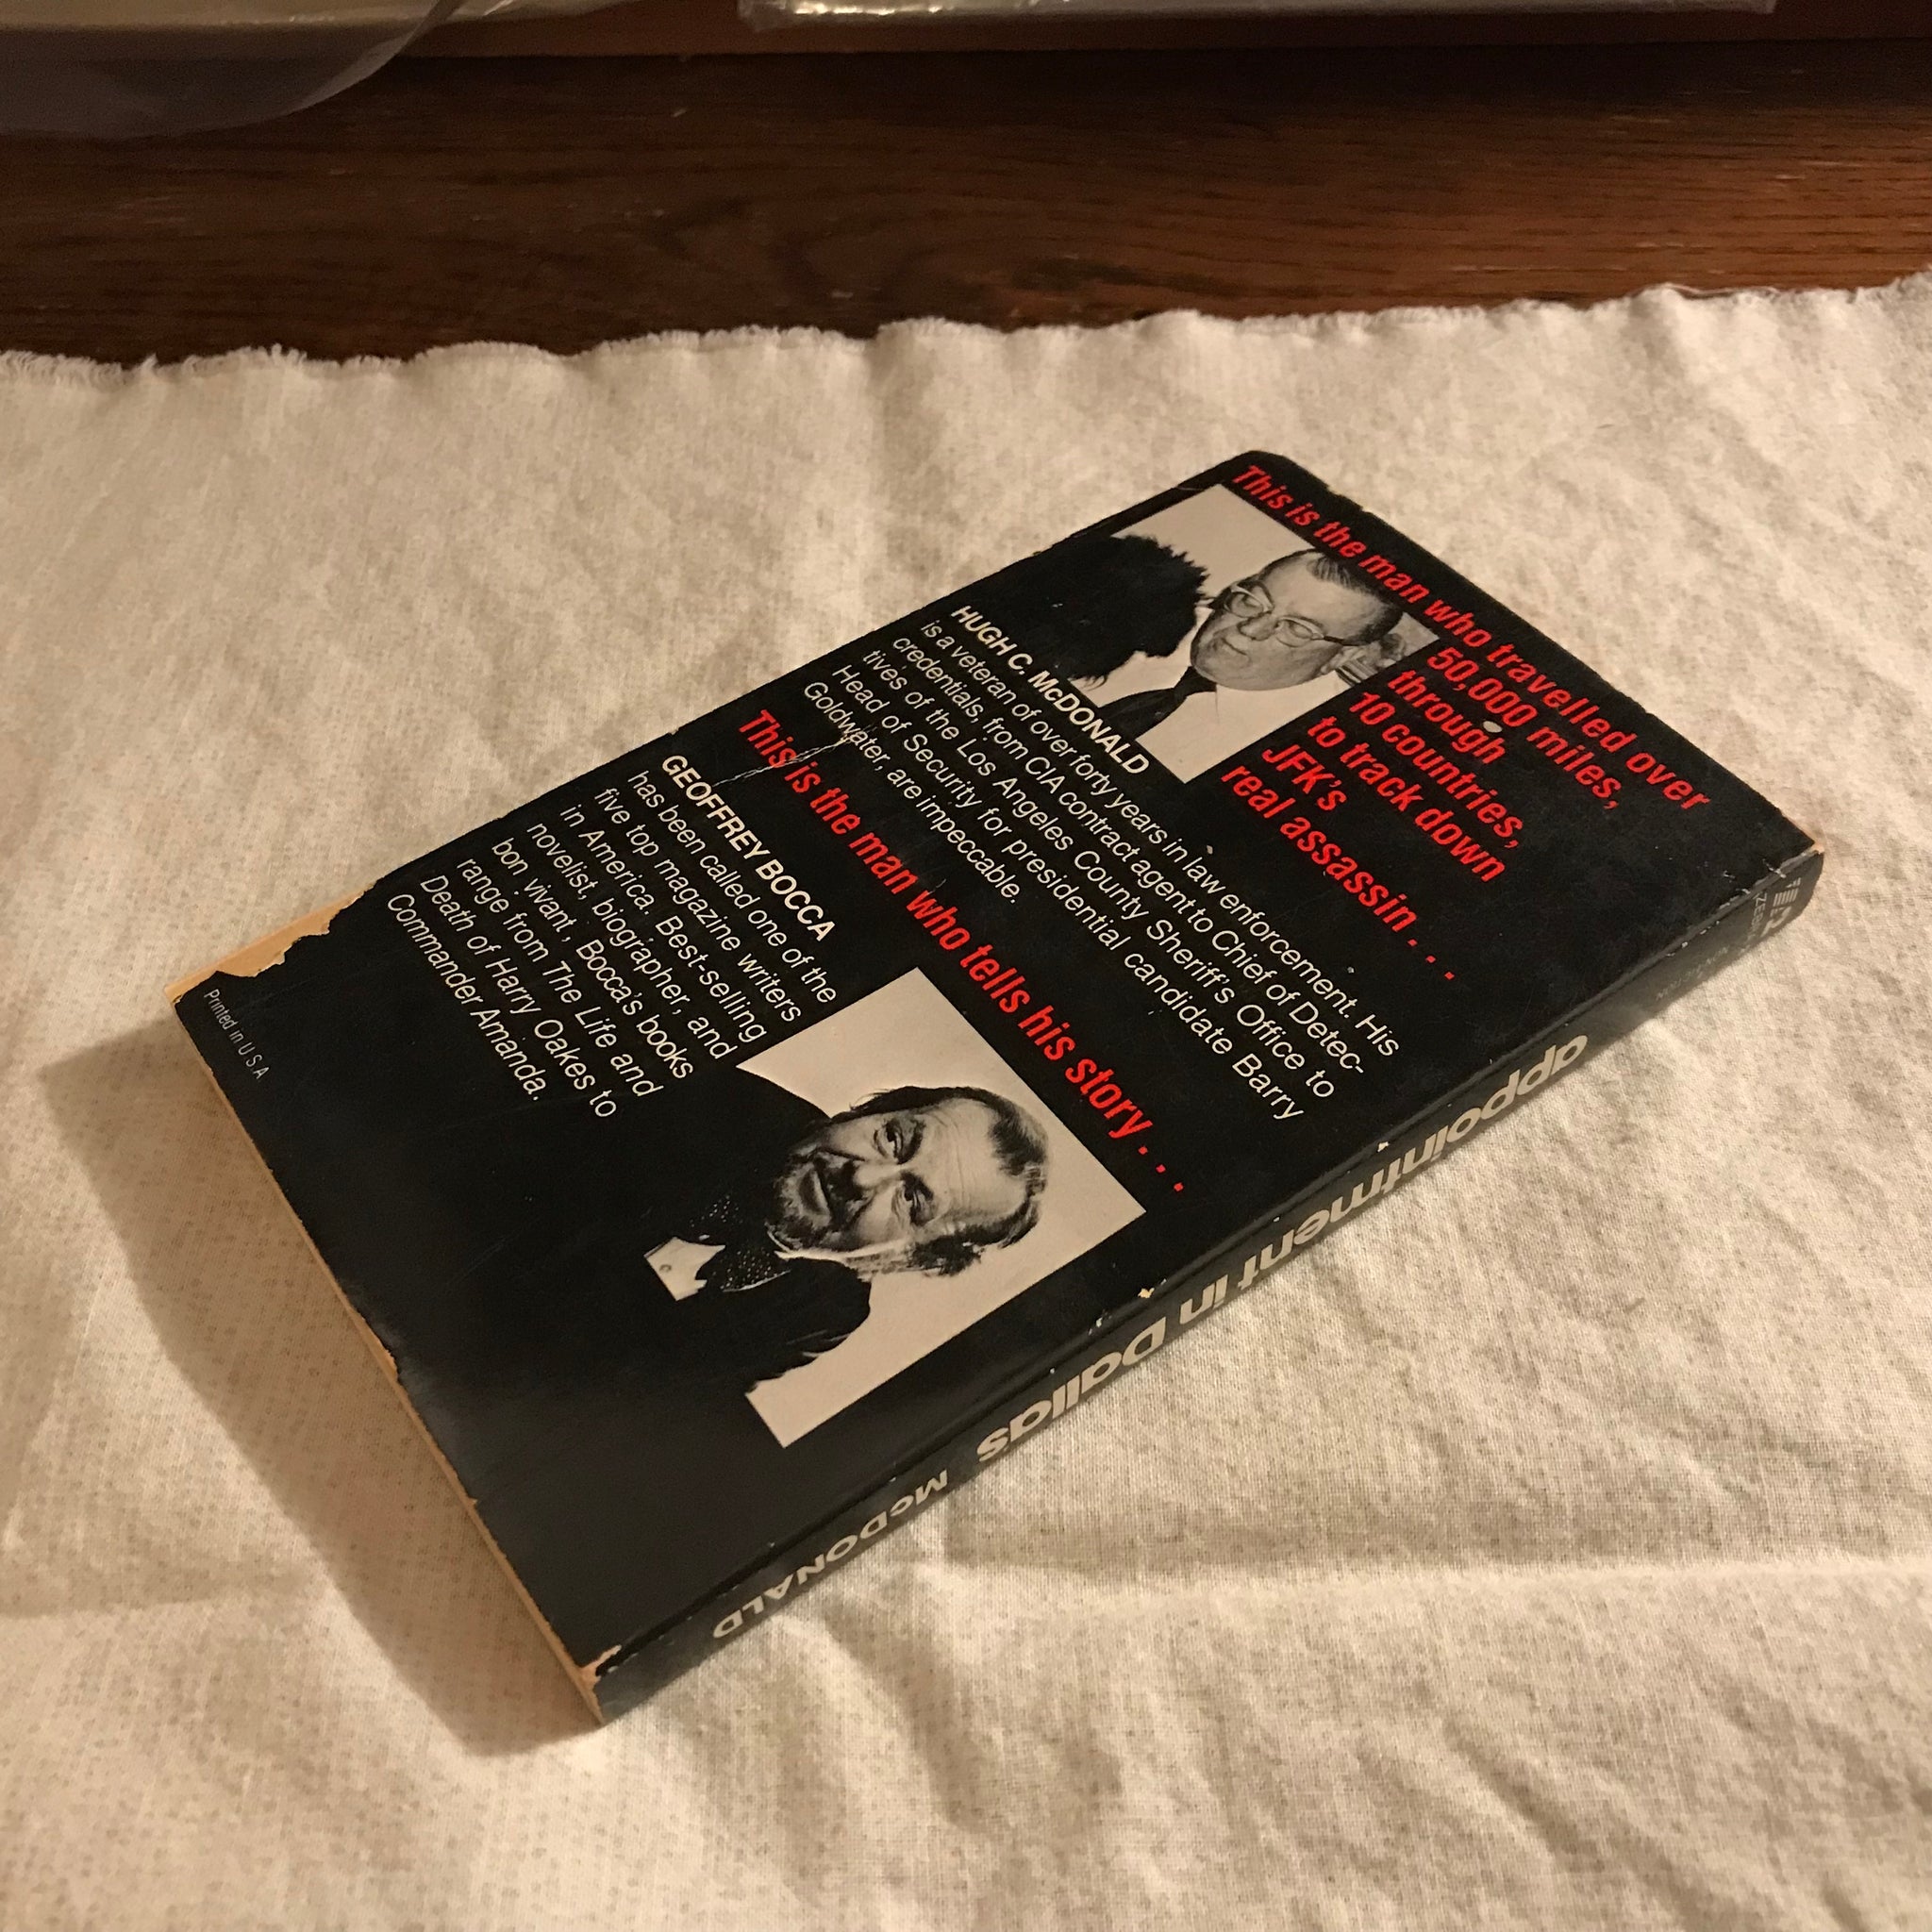 This is the man who travelled over
50,000 miles,
through
10 countries,
to track down
JFK's
real assassin . . .
HUGH C. McDONALD
is a veteran of over forty years in law enforcement. His
credentials, from CIA contract agent to Chief of Detec-
tives of the Los Angeles County Sheriff's Office to
Head of Security for presidential candidate Barry
Goldwater, are impeccable.
This is the man who tells his story . . .
GEOFFREY BOCCA
has been called one of the
five top magazine writers
in America. Best-selling
novelist, biographer, and
bon vivant, Bocca's books
range from The Life and
Death of Harry Oakes to
Commander Amanda.
Printed in U S A
appointment in Dallas
McDONALD